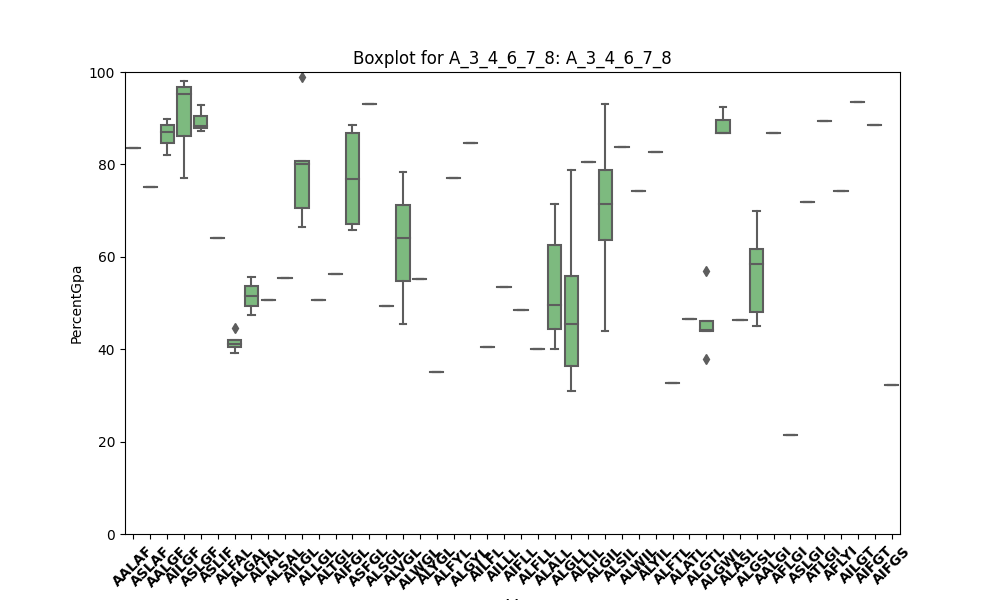 Boxplot for A_3_4_6_7_8: A_3_4_6_7_8
PercentGpa
100
80
60
40
20
0
AALAF
ASLAF
AALGF
AILGF
ASLGF
ASLIF
ALFAL
ALGAL
ALIAL
ALSAL
AILGL
ALLGL
ALTGL
AIFGL
ASFGL
ALSGL
ALVGL
ALWGL
ALYGL
ALFYL
ALGYL
AILFL
AILLL
AIFLL
ALFLL
ALALL
ALGLL
ALLIL
ALGIL
ALSIL
ALWIL
ALYIL
ALFTL
ALATL
ALGTL
ALGWL
ALASL
ALGSL
AALGI
AFLGI
ASLGI
ATLGI
AFLYI
AILGT
AIFGT
AIFGS